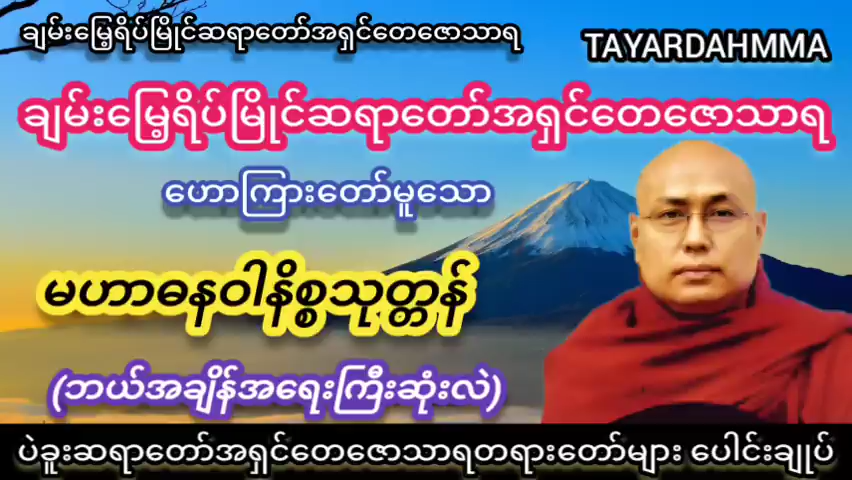 ချမ်းမြေ့ရိပ်မြိုင်ဆရာတော်အရှင်တေဇောသာရ
TAYARDAHMMA
ချမ်းမြေ့ရိပ်မြိုင်ဆရာတော်အရှင်တေဇောသာရ
ဟောကြားတော်မူသော
မဟာဓနဝါနိစ္စသုတ္တန်
(ဘယ်အချိန်အရေးကြီးဆုံးလဲ)
ပဲခူးဆရာတော်အရှင်တေဇောသာရတရားတော်များ ပေါင်းချုပ်